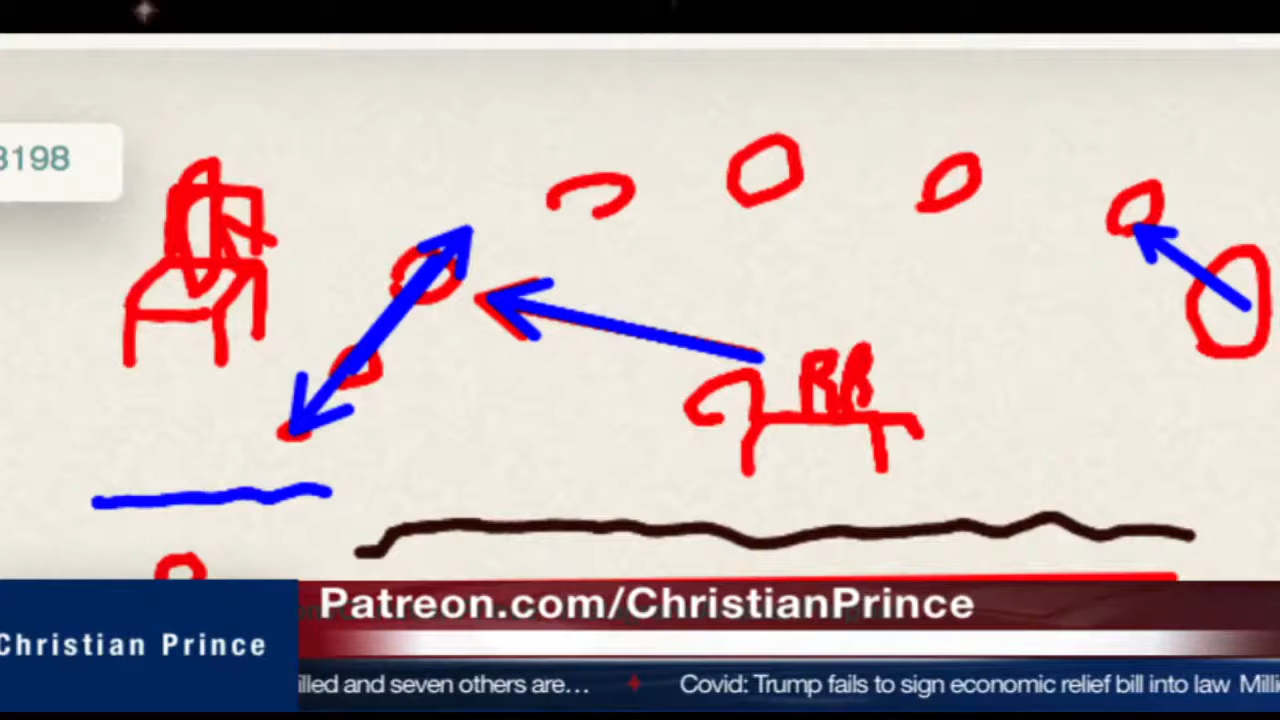 3198
Patreon.com/ChristianPrince
Christian Prince
illed and seven others are… Covid: Trump fails to sign economic relief bill into law Milli